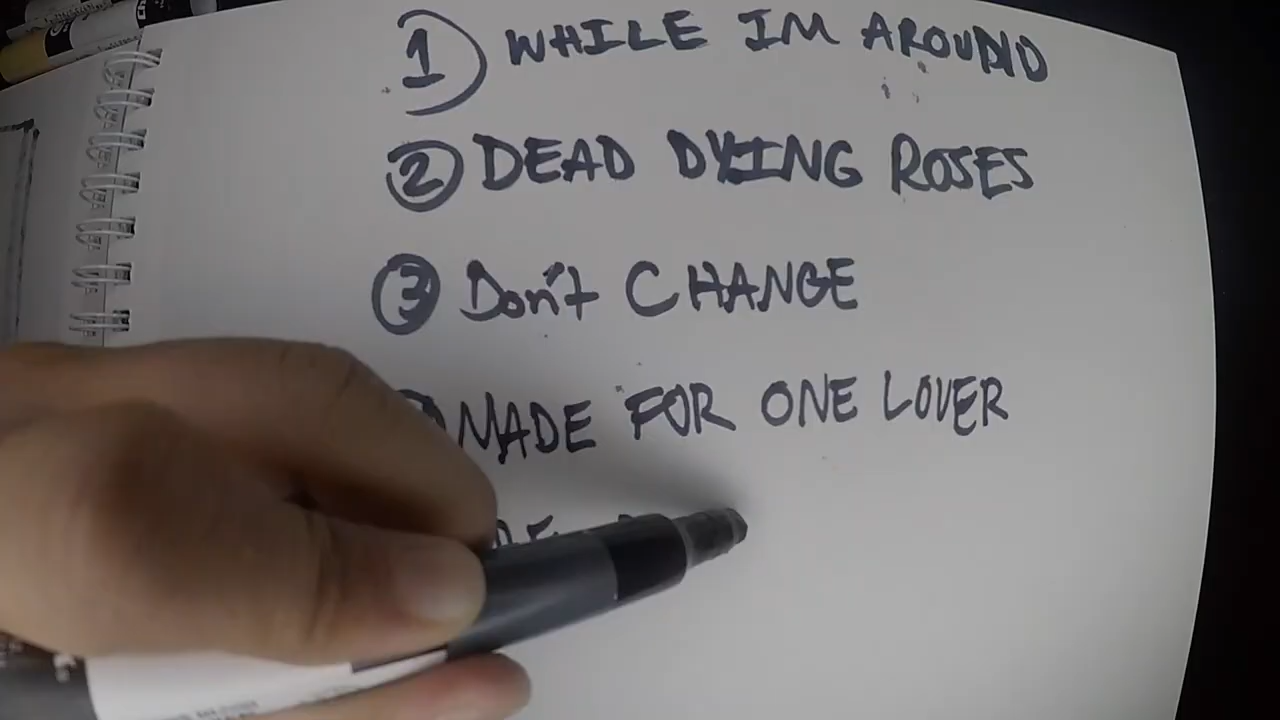 1) WHILE IM AROUND
2 DEAD DYING ROSES
3 Don't CHANGE
MADE FOR ONE LOVER